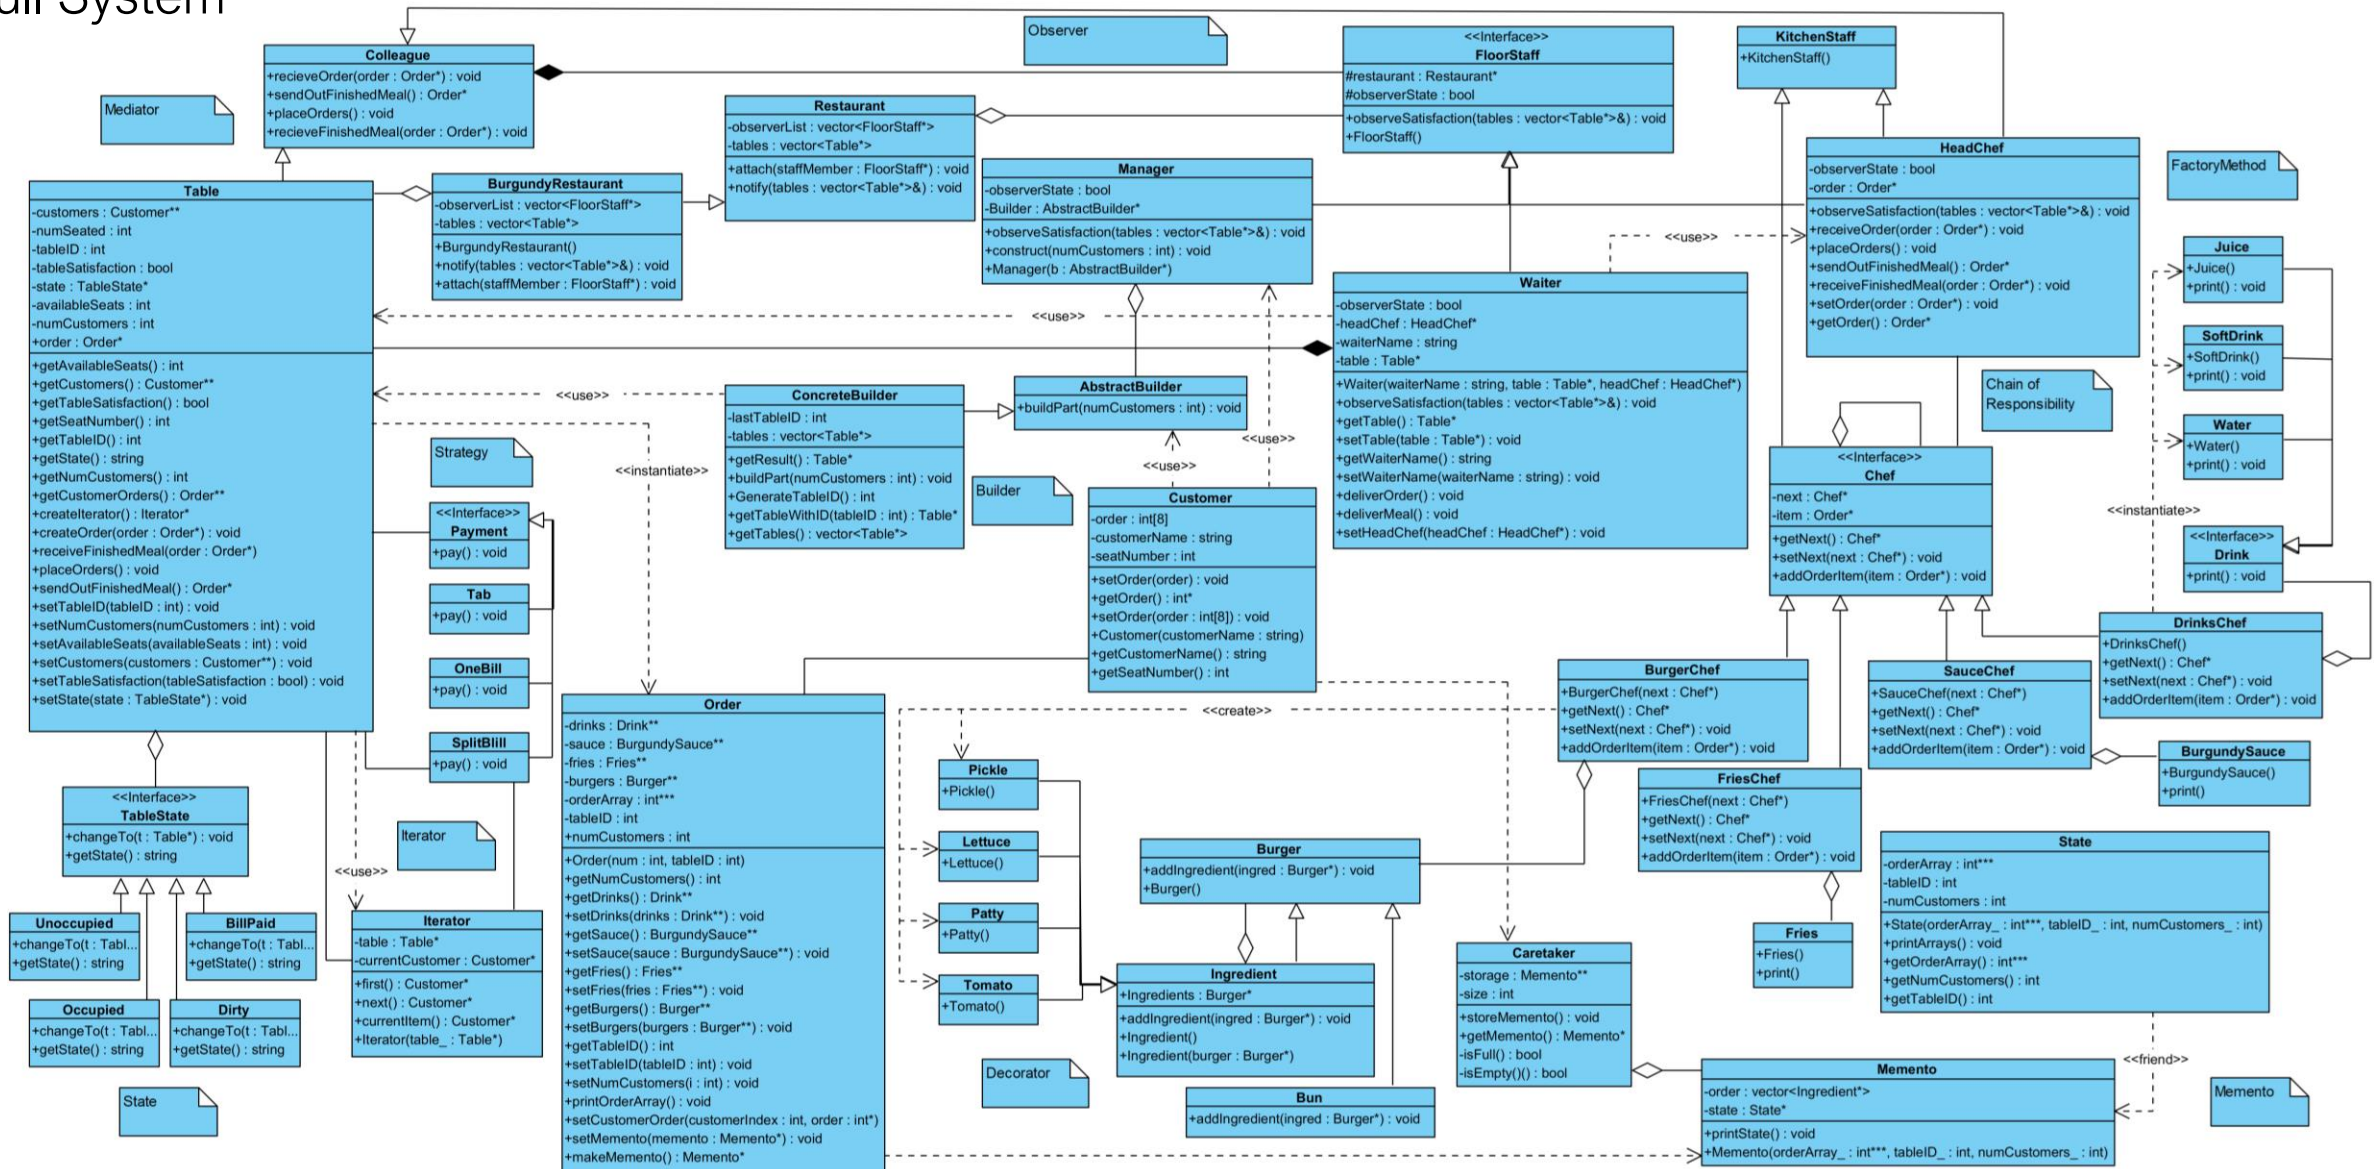 ull System
Observer
Mediator
Colleague
+recieveOrder(order : Order*) : void
+sendOutFinishedMeal() : Order*
+placeOrders() : void
+recieveFinishedMeal(order : Order*) : void
<<Interface>>
FloorStaff
#restaurant : Restaurant*
#observerState : bool
+observeSatisfaction(tables : vector<Table*>&) : void
+FloorStaff()
KitchenStaff
+KitchenStaff()
Restaurant
-observerList : vector<FloorStaff*>
-tables : vector<Table*>
+attach(staffMember : FloorStaff*) : void
+notify(tables : vector<Table*>&) : void
HeadChef
-observerState : bool
-order : Order*
+observeSatisfaction(tables : vector<Table*>&) : void
+receiveOrder(order : Order*) : void
+placeOrders() : void
+sendOutFinishedMeal() : Order*
+receiveFinishedMeal(order : Order*) : void
+setOrder(order : Order*) : void
+getOrder() : Order*
FactoryMethod
Manager
-observerState : bool
-Builder : AbstractBuilder*
+observeSatisfaction(tables : vector<Table*>&) : void
+construct(numCustomers : int) : void
+Manager(b : AbstractBuilder*)
Table
-customers : Customer**
-numSeated : int
-tableID : int
-tableSatisfaction : bool
-state : TableState*
-availableSeats : int
-numCustomers : int
+order : Order*
+getAvailableSeats() : int
+getCustomers() : Customer**
+getTableSatisfaction() : bool
+getSeatNumber() : int
+getTableID() : int
+getState() : string
+getNumCustomers() : int
+getCustomerOrders() : Order**
+createIterator() : Iterator*
+createOrder(order : Order*) : void
+receiveFinishedMeal(order : Order*)
+placeOrders() : void
+sendOutFinishedMeal() : Order*
+setTableID(tableID : int) : void
+setNumCustomers(numCustomers : int) : void
+setAvailableSeats(availableSeats : int) : void
+setCustomers(customers : Customer**) : void
+setTableSatisfaction(tableSatisfaction : bool) : void
+setState(state : TableState*) : void
BurgundyRestaurant
-observerList : vector<FloorStaff*>
-tables : vector<Table*>
+BurgundyRestaurant()
+notify(tables : vector<Table*>&) : void
+attach(staffMember : FloorStaff*) : void
<<use>>
Waiter
-observerState : bool
-headChef : HeadChef*
-waiterName : string
-table : Table*
+Waiter(waiterName : string, table : Table*, headChef : HeadChef*)
+observeSatisfaction(tables : vector<Table*>&) : void
+getTable() : Table*
+setTable(table : Table*) : void
+getWaiterName() : string
+setWaiterName(waiterName : string) : void
+deliverOrder() : void
+deliverMeal() : void
+setHeadChef(headChef : HeadChef*) : void
Juice
+Juice()
+print() : void
SoftDrink
+SoftDrink()
+print() : void
Water
+Water()
+print() : void
<<instantiate>>
<<Interface>>
Drink
+print() : void
<<use>>
<<use>>
ConcreteBuilder
-lastTableID : int
-tables : vector<Table*>
+getResult() : Table*
+buildPart(numCustomers : int) : void
+GenerateTableID() : int
+getTableWithID(tableID : int) : Table*
+getTables() : vector<Table*>
AbstractBuilder
+buildPart(numCustomers : int) : void
<<use>>
<<use>>
Chain of
Responsibility
Strategy
<<instantiate>>
Builder
<<Interface>>
Chef
-next : Chef*
-item : Order*
+getNext() : Chef*
+setNext(next : Chef*) : void
+addOrderItem(item : Order*) : void
<<Interface>>
Payment
+pay() : void
Tab
+pay() : void
OneBill
+pay() : void
SplitBlill
+pay() : void
Customer
-order : int[8]
-customerName : string
-seatNumber : int
+setOrder(order) : void
+getOrder() : int*
+setOrder(order : int[8]) : void
+Customer(customerName : string)
+getCustomerName() : string
+getSeatNumber() : int
DrinksChef
+DrinksChef()
+getNext() : Chef*
+setNext(next : Chef*) : void
+addOrderItem(item : Order*) : void
BurgerChef
+BurgerChef(next : Chef*)
+getNext() : Chef*
+setNext(next : Chef*) : void
+addOrderItem(item : Order*) : void
SauceChef
+SauceChef(next : Chef*)
+getNext() : Chef*
+setNext(next : Chef*) : void
+addOrderItem(item : Order*) : void
BurgundySauce
+BurgundySauce()
+print()
<<create>>
Order
-drinks : Drink**
-sauce : BurgundySauce**
-fries : Fries**
-burgers : Burger**
-orderArray : int***
-tableID : int
+numCustomers : int
+Order(num : int, tableID : int)
+getNumCustomers() : int
+getDrinks() : Drink**
+setDrinks(drinks : Drink**) : void
+getSauce() : BurgundySauce**
+setSauce(sauce : BurgundySauce**) : void
+getFries() : Fries**
+setFries(fries : Fries**) : void
+getBurgers() : Burger**
+setBurgers(burgers : Burger**) : void
+getTableID() : int
+setTableID(tableID : int) : void
+setNumCustomers(i : int) : void
+printOrderArray() : void
+setCustomerOrder(customerIndex : int, order : int*)
+setMemento(memento : Memento*) : void
+makeMemento() : Memento*
Pickle
+Pickle()
Lettuce
+Lettuce()
Patty
+Patty()
Tomato
+Tomato()
FriesChef
+FriesChef(next : Chef*)
+getNext() : Chef*
+setNext(next : Chef*) : void
+addOrderItem(item : Order*) : void
<<Interface>>
TableState
+changeTo(t : Table*) : void
+getState() : string
Iterator
<<use>>
Burger
+addIngredient(ingred : Burger*) : void
+Burger()
State
-orderArray : int***
-tableID : int
-numCustomers : int
+State(orderArray_ : int***, tableID_ : int, numCustomers_ : int)
+printArrays() : void
+getOrderArray() : int***
+getNumCustomers() : int
+getTableID() : int
Unoccupied
+changeTo(t : Tabl...
+getState() : string
BillPaid
+changeTo(t : Tabl...
+getState() : string
Occupied
+changeTo(t : Tabl...
+getState() : string
Dirty
+changeTo(t : Tabl...
+getState() : string
Iterator
-table : Table*
-currentCustomer : Customer*
+first() : Customer*
+next() : Customer*
+currentItem() : Customer*
+Iterator(table_ : Table*)
Fries
+Fries()
+print()
Ingredient
+Ingredients : Burger*
+addIngredient(ingred : Burger*) : void
+Ingredient()
+Ingredient(burger : Burger*)
Caretaker
-storage : Memento**
-size : int
+storeMemento() : void
+getMemento() : Memento*
-isFull() : bool
-isEmpty()() : bool
<<friend>>
State
Decorator
Bun
+addIngredient(ingred : Burger*) : void
Memento
-order : vector<Ingredient*>
-state : State*
+printState() : void
+Memento(orderArray_ : int***, tableID_ : int, numCustomers_ : int)
Memento